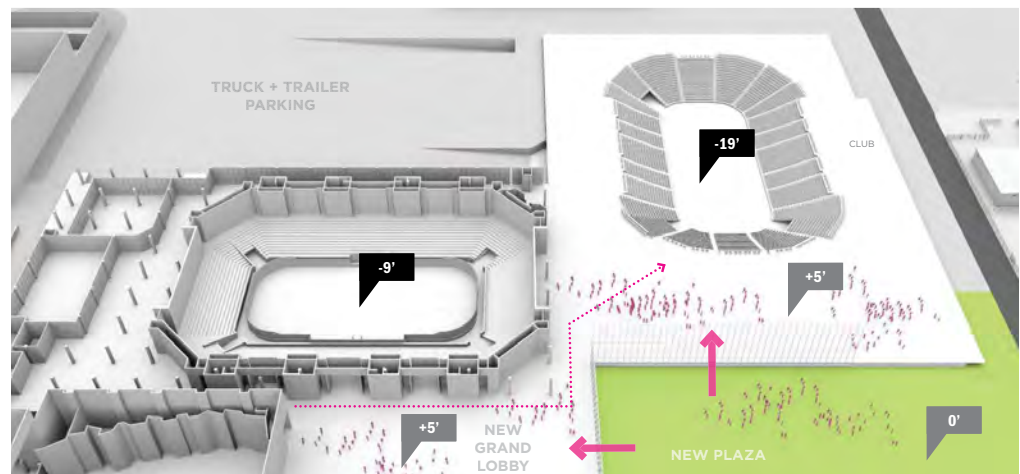 TRUCK + TRAILER
PARKING
-19’
CLUB
-9’
+5’
+5’
NEW
GRAND
LOBBY
NEW PLAZA
0’